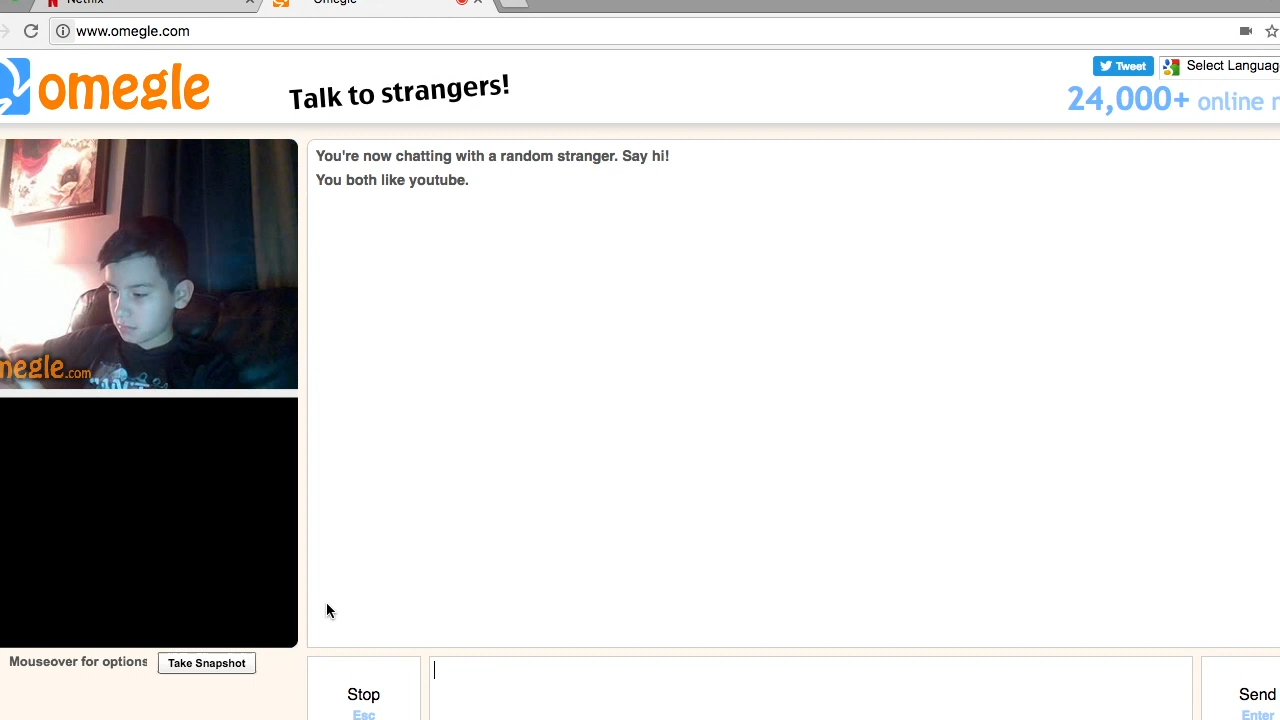 Netflix
Omegle
www.omegle.com
omegle
Talk to strangers!
Tweet
Select Languag
24,000+ online
You're now chatting with a random stranger. Say hi!
You both like youtube.
megle.com
Mouseover for options
Take Snapshot
Stop
Esc
Send
Enter